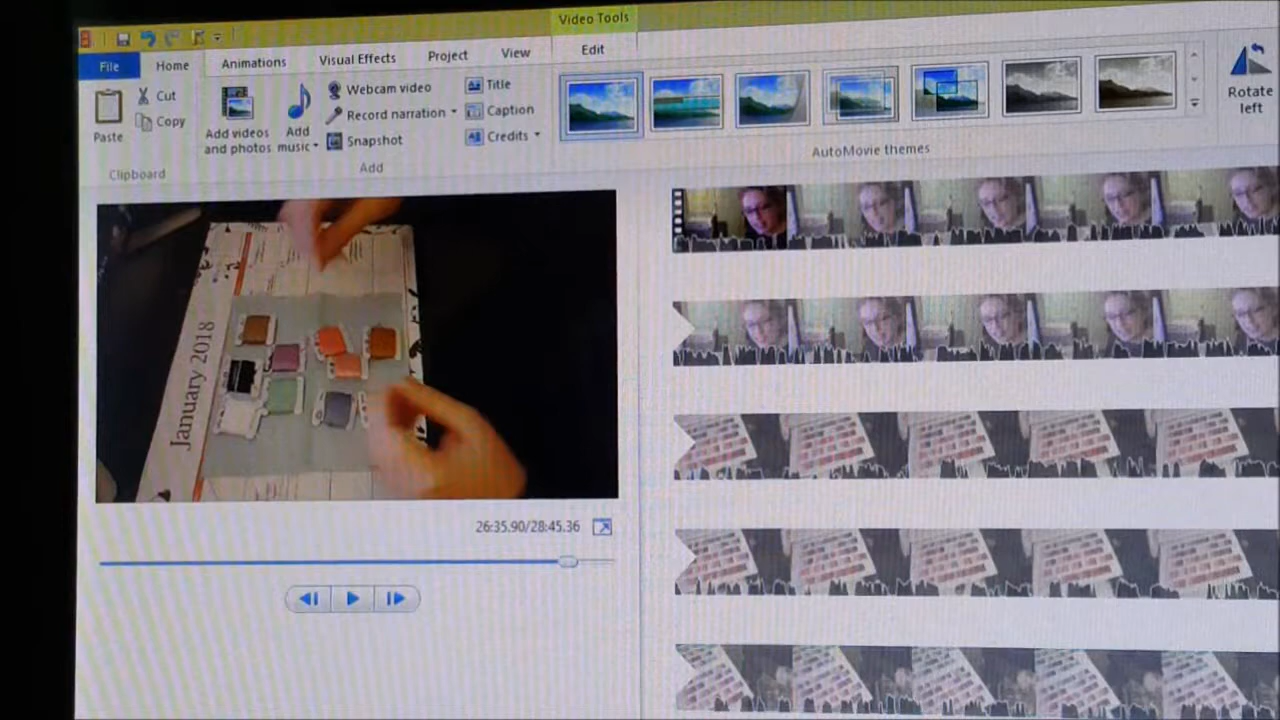 Video Tools
File
Home
Animations
Visual Effects
Project
View
Edit
Paste
Cut
Copy
Clipboard
Add videos
and photos
Add
music
Webcam video
Record narration
Snapshot
Add
Title
Caption
Credits
AutoMovie themes
Rotate
left
January 2018
26:35.90/28:45.36